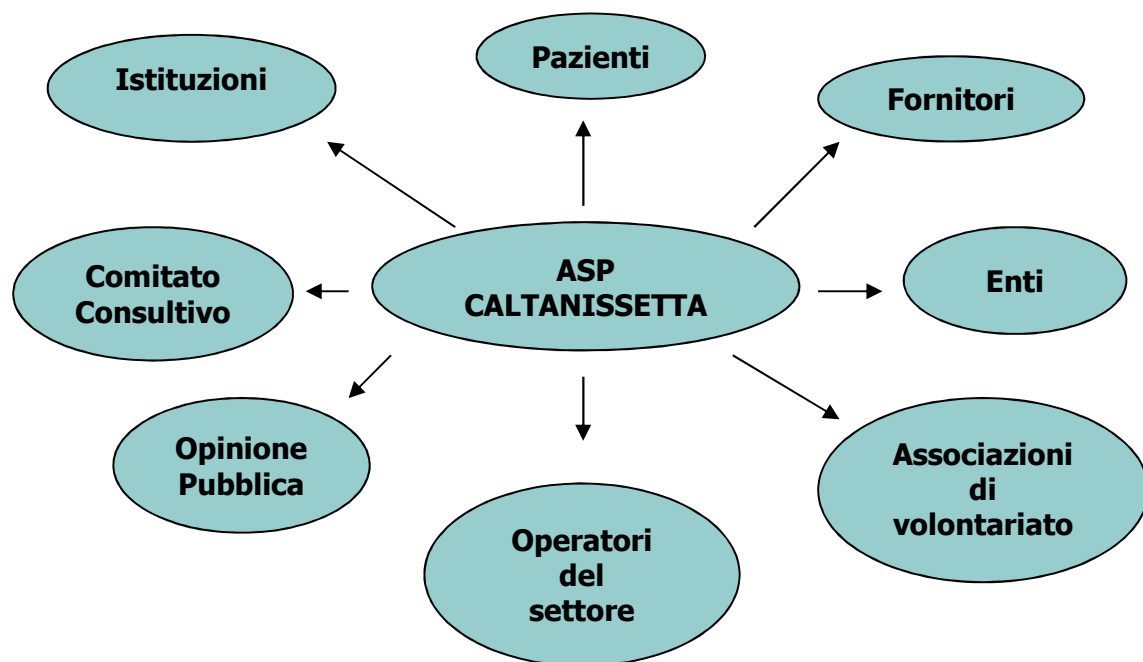 Istituzioni
Pazienti
Fornitori
Comitato
Consultivo
ASP
CALTANISSETTA
Enti
Opinione
Pubblica
Operatori
del
settore
Associazioni
di
volontariato